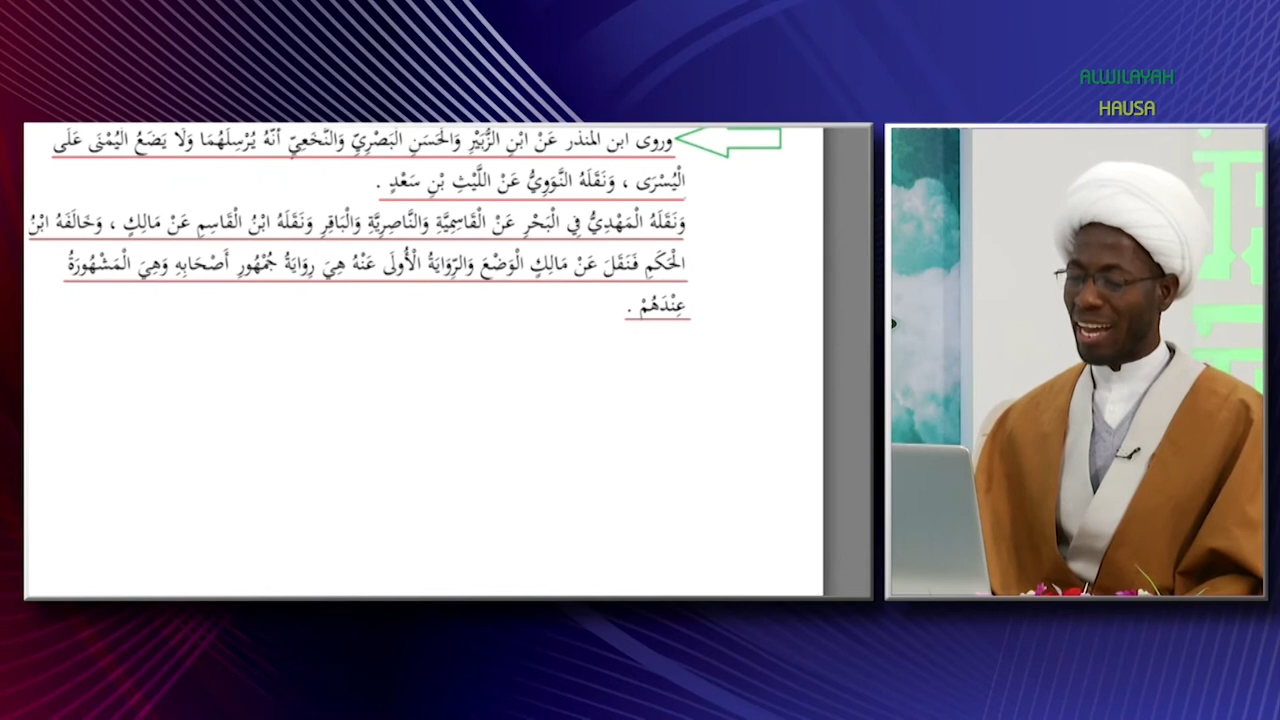 ALWILAYAH
HAUSA
وروى ابن المنذر عَنْ ابْنِ الزُّبَيْرِ وَالْحَسَنِ الْبَصْرِيِّ وَالنَّخَعِيِّ أَنَّهُ يُرْسِلُهُمَا وَلَا يَضَعُ الْيُمْنَى عَلَى
الْيُسْرَى ، وَنَقَلَهُ النَّوَوِيُّ عَنْ اللَّيْثِ بْنِ سَعْدٍ .
وَنَقَلَهُ الْمَهْدِيُّ فِي الْبَحْرِ عَنْ الْقَاسِمِيَّةِ وَالنَّاصِرِيَّةِ وَالْبَاقِرِ وَنَقَلَهُ ابْنُ الْقَاسِمِ عَنْ مَالِكٍ ، وَخَالَفَهُ ابْنُ
الْحَكَمِ فَنَقَلَ عَنْ مَالِكٍ الْوَضْعَ وَالرِّوَايَةُ الْأُولَى عَنْهُ هِيَ رِوَايَةُ جُمْهُورِ أَصْحَابِهِ وَهِيَ الْمَشْهُورَةُ
عِنْدَهُمْ .